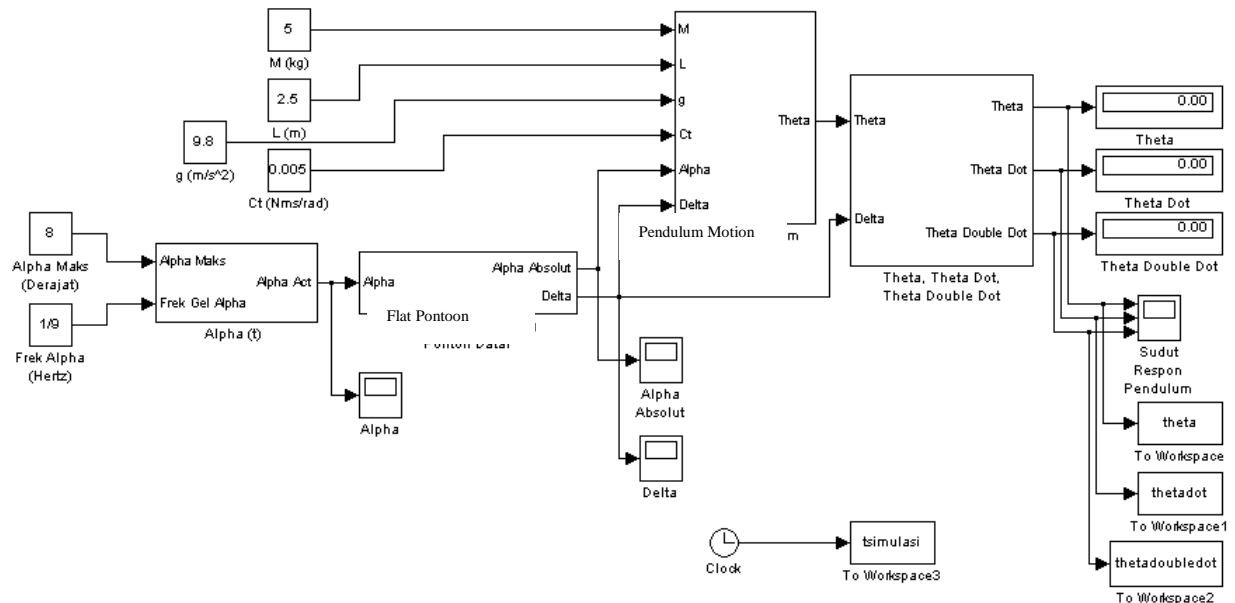 5
M (kg)
2.5
L (m)
9.8
g (m/s^2)
0.005
Ct (Nms/rad)
M
L
g
Ct
Alpha
Delta
Theta
Pendulum Motion
m
8
Alpha Maks
(Derajat)
1/9
Frek Alpha
(Hertz)
Alpha Maks
Frek Gel Alpha
Alpha Act
Alpha (t)
Alpha
Alpha Absolut
Delta
Flat Pontoon
Ponton Datar
Alpha
Alpha
Absolut
Delta
Theta
Delta
Theta
Theta Dot
Theta Double Dot
Theta, Theta Dot,
Theta Double Dot
0.00
Theta
0.00
Theta Dot
0.00
Theta Double Dot
Sudut
Respon
Pendulum
theta
To Workspace
thetadot
To Workspace1
thetadoubledot
To Workspace2
Clock
tsimulasi
To Workspace3